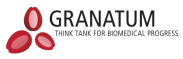 GRANATUM
THINK TANK FOR BIOMEDICAL PROGRESS